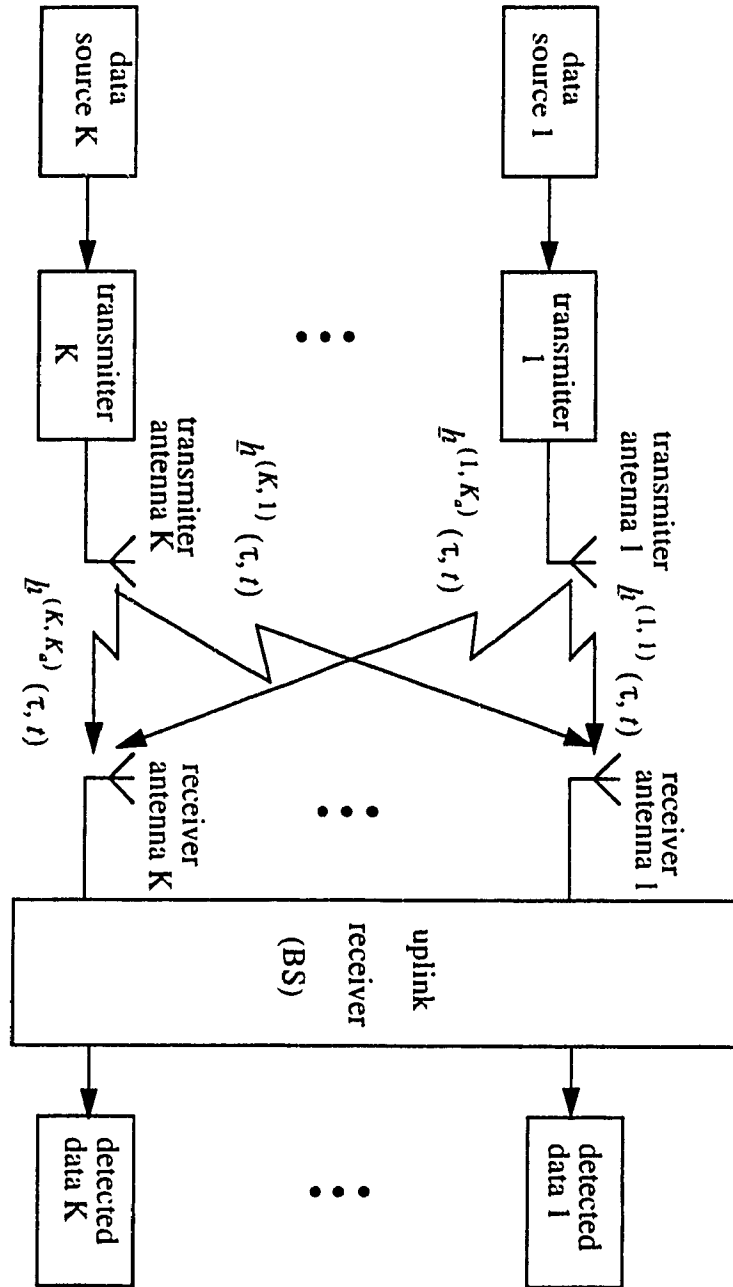 data
source 1
transmitter
1
transmitter
antenna 1
h^(1, 1) (τ, t)
h^(1, K_a) (τ, t)
receiver
antenna 1
detected
data 1
uplink
receiver
(BS)
data
source K
transmitter
K
transmitter
antenna K
h^(K, 1) (τ, t)
h^(K, K_a) (τ, t)
receiver
antenna K
detected
data K